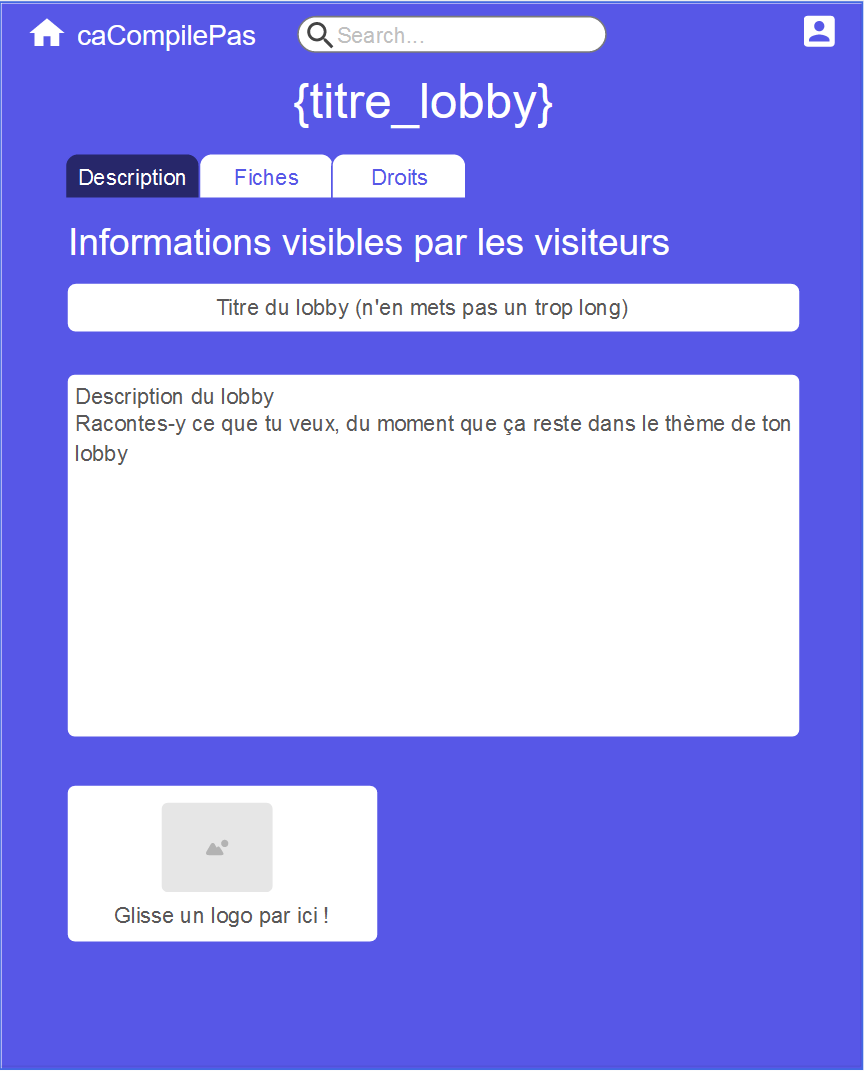 caCompilePas
Search...
{titre_lobby}
Description
Fiches
Droits
Informations visibles par les visiteurs
Titre du lobby (n'en mets pas un trop long)
Description du lobby
Racontes-y ce que tu veux, du moment que ça reste dans le thème de ton
lobby
Glisse un logo par ici !